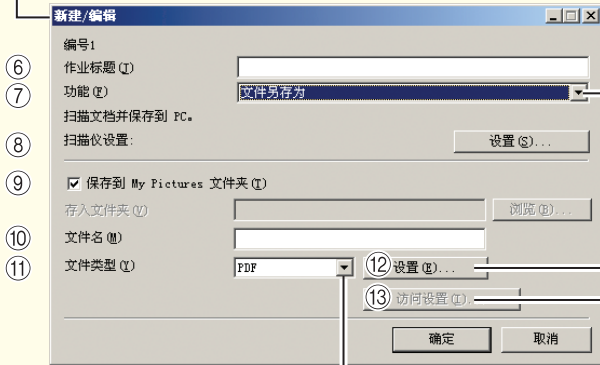 新建/编辑
编号1
⑥ 作业标题(J)
⑦ 功能(F) 文件另存为
扫描文档并保存到 PC。
⑧ 扫描仪设置: 设置(S)...
⑨ 保存到 My Pictures 文件夹(T)
存入文件夹(V) 浏览(B)...
⑩ 文件名(M)
⑪ 文件类型(Y) PDF ⑫ 设置(E)...
⑬ 访问设置(I)...
确定 取消